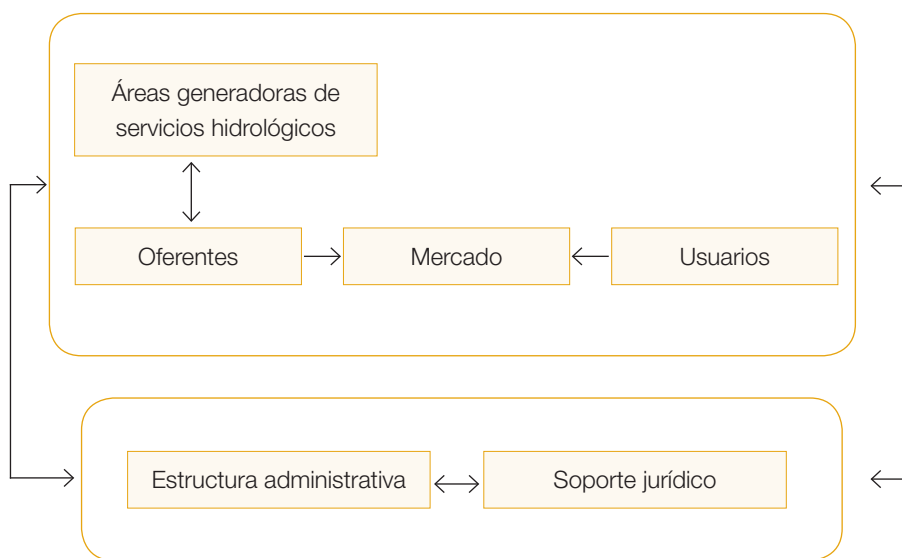 Áreas generadoras de
servicios hidrológicos
Oferentes
Mercado
Usuarios
Estructura administrativa
Soporte jurídico